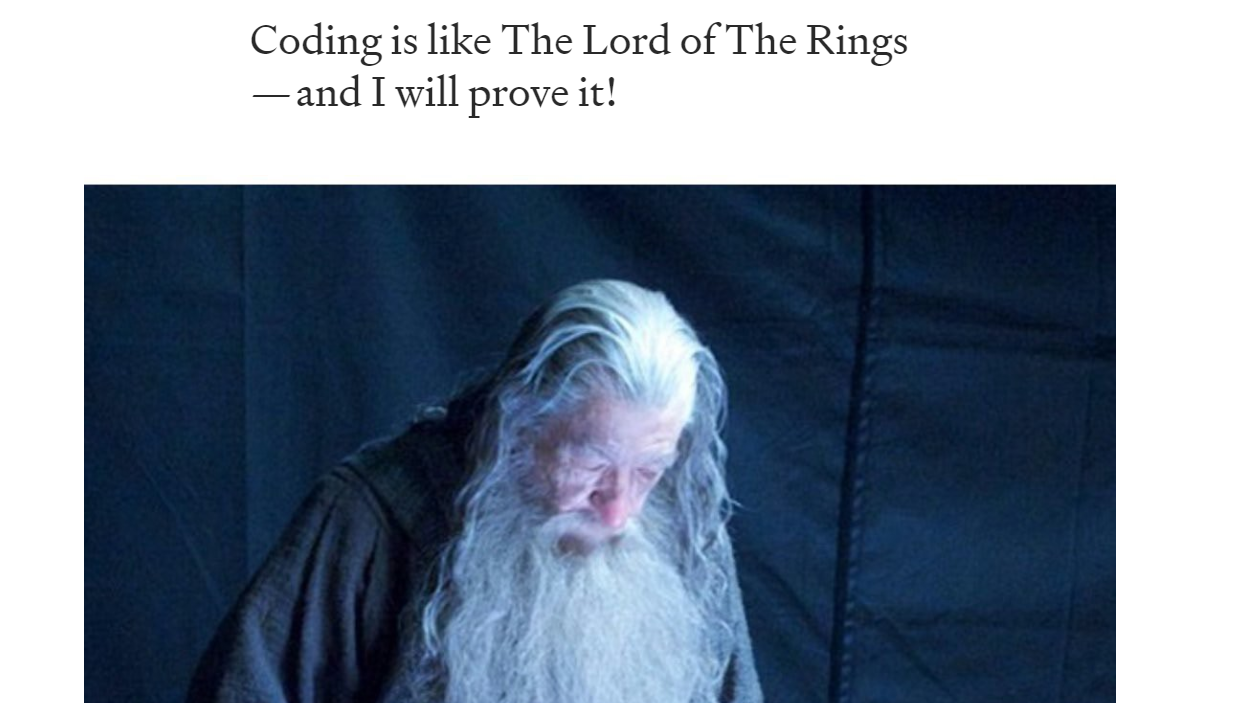 Coding is like The Lord of The Rings
— and I will prove it!